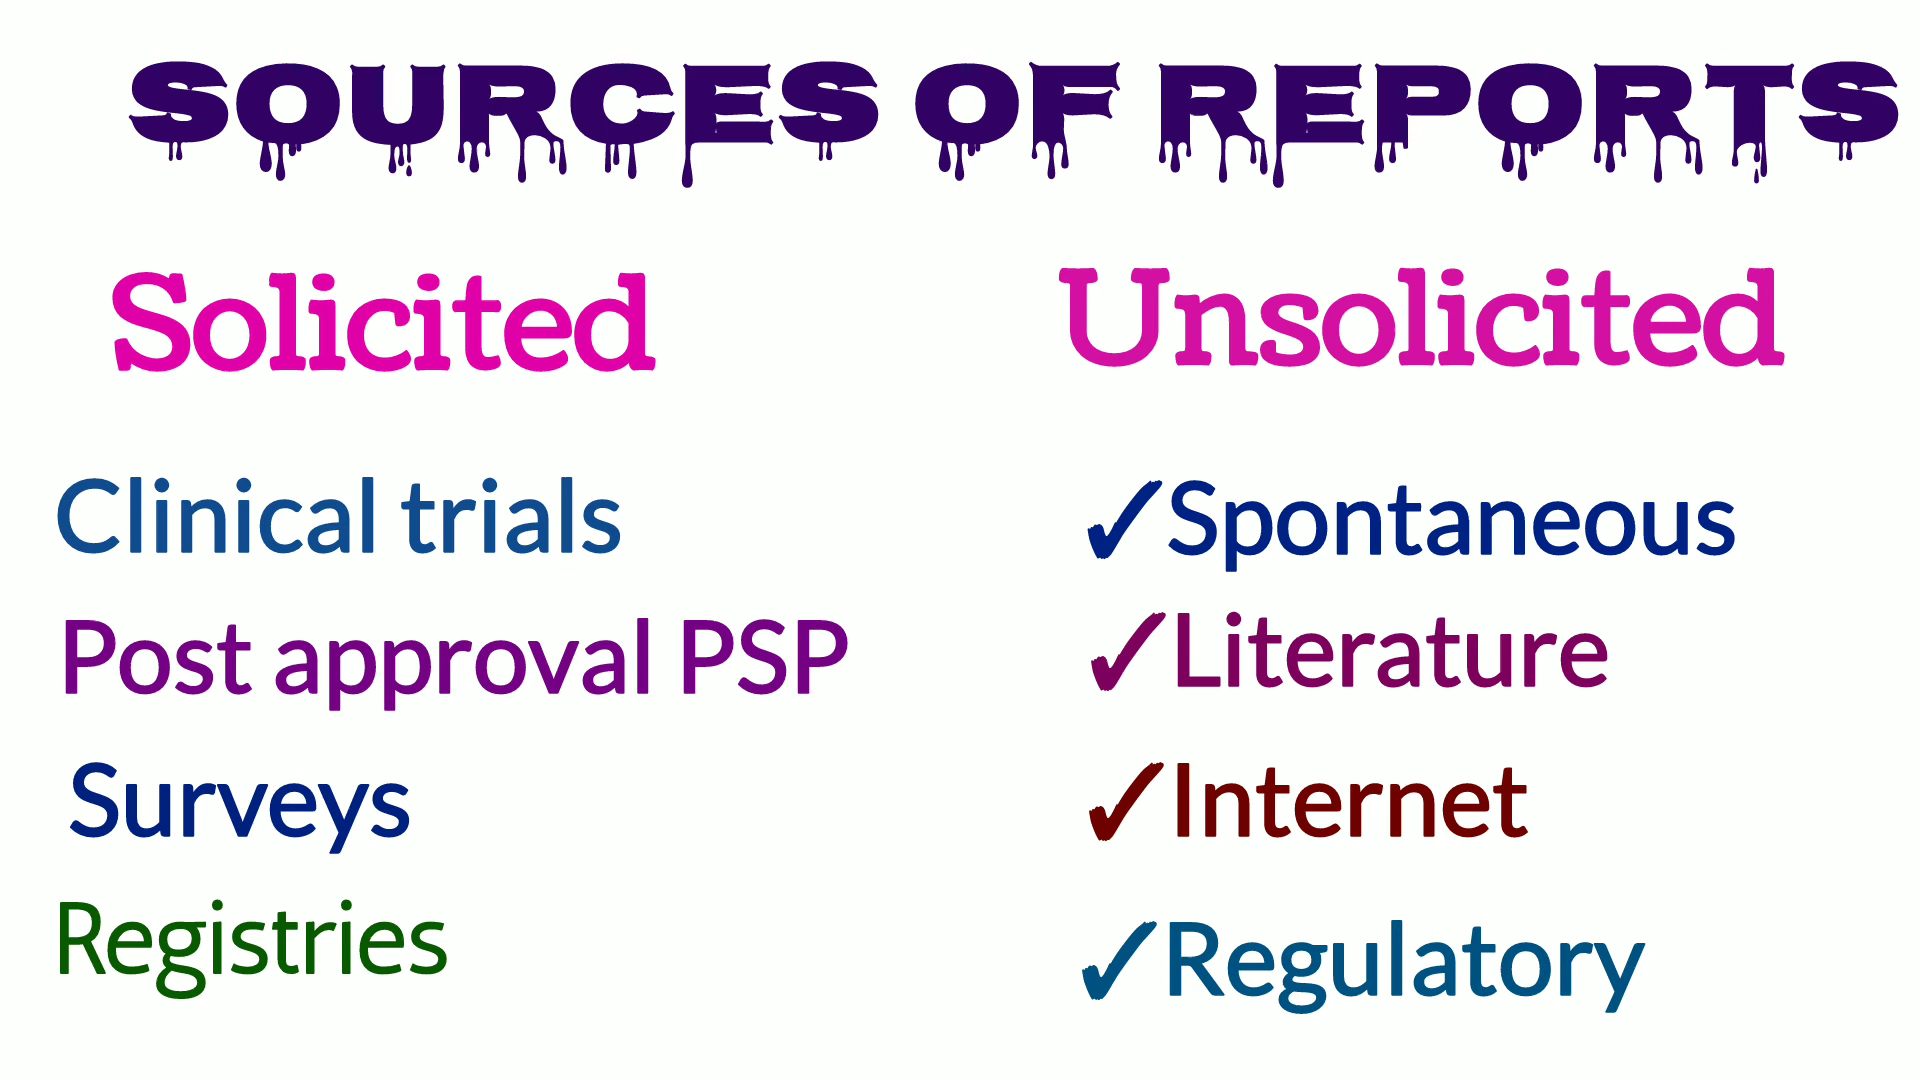 SOURCES OF REPORTS
Solicited
Clinical trials
Post approval PSP
Surveys
Registries
Unsolicited
✓Spontaneous
✓Literature
✓Internet
✓Regulatory